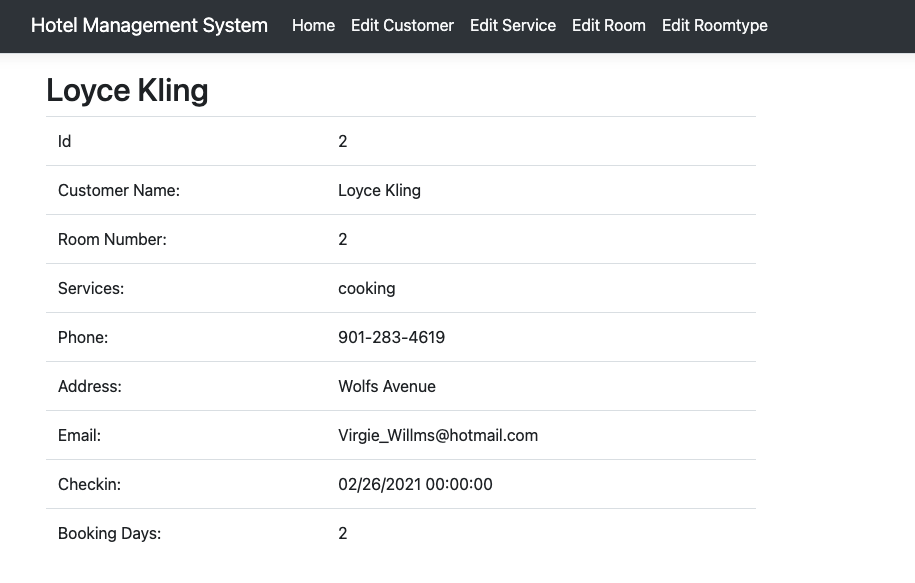 Hotel Management System Home Edit Customer Edit Service Edit Room Edit Roomtype
Loyce Kling
Id 2
Customer Name: Loyce Kling
Room Number: 2
Services: cooking
Phone: 901-283-4619
Address: Wolfs Avenue
Email: Virgie_Willms@hotmail.com
Checkin: 02/26/2021 00:00:00
Booking Days: 2